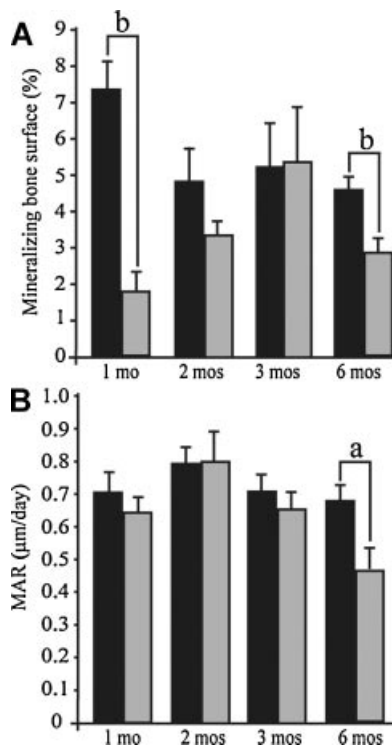 A
b
b
Mineralizing bone surface (%)
9
8
7
6
5
4
3
2
1
0
1 mo 2 mos 3 mos 6 mos
B
a
MAR (μm/day)
1.0
0.9
0.8
0.7
0.6
0.5
0.4
0.3
0.2
0.1
0
1 mo 2 mos 3 mos 6 mos